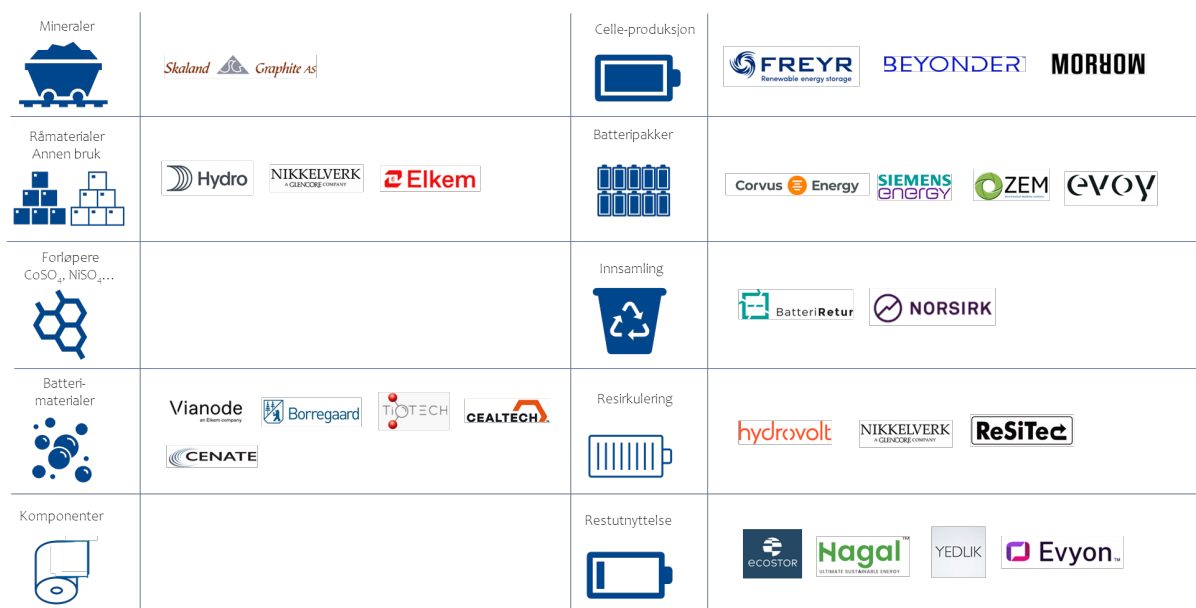 Mineraler
Skaland Graphite AS
Råmaterialer
Annen bruk
Hydro
NIKKELVERK
A GLENCORE COMPANY
Elkem
Forløpere
CoSO₄, NiSO₄...
Batteri-
materialer
Vianode
an Elkem company
Borregaard
TiOTECH
CEALTECH
CENATE
Komponenter
Celle-produksjon
FREYR
Renewable energy storage
BEYONDER
MORROW
Batteripakker
Corvus Energy
SIEMENS
energy
ZEM
evoy
Innsamling
BatteriRetur
NORSIRK
Resirkulering
hydrovolt
NIKKELVERK
A GLENCORE COMPANY
ReSiTec
Restutnyttelse
ecoSTOR
Hagal™
ULTIMATE SUSTAINABLE ENERGY
YEDLIK
Evyon™